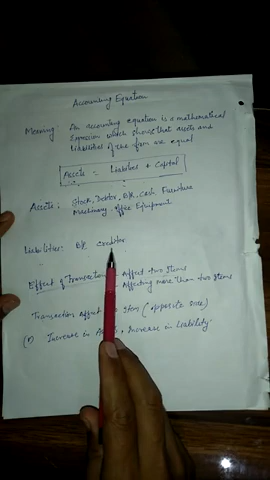 Accounting Equation
Meaning: An accounting equation is a mathematical
Expression which shows that assets and
Liabilities of the firm are equal
Assets = Liabilities + Capital
Assets: Stock, Debtor, B/R, Cash Furniture
Machinery office Equipment
Liabilities: B/P Creditor
Effect of Transaction Affect two Items
Affecting more than two Items
Transaction Affect Item (opposite side)
Increase in, Increase in Liability